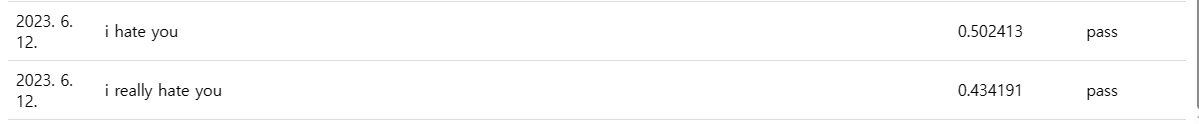 2023. 6.
12.
i hate you
0.502413
pass
2023. 6.
12.
i really hate you
0.434191
pass